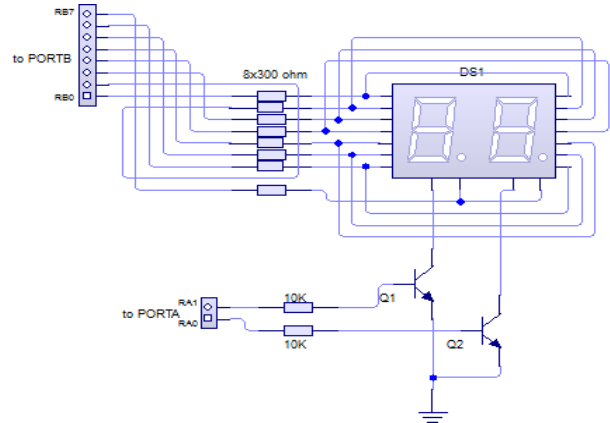 RB7
to PORTB
8x300 ohm
DS1
RB0
RA1
10K
Q1
to PORTA
RA0
10K
Q2